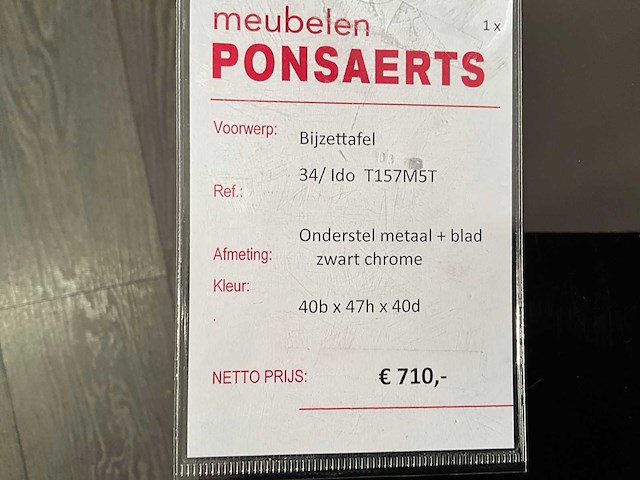 meubelen
1 x
PONSAERTS
Voorwerp:
Bijzettafel
34/ Ido T157M5T
Ref.:
Onderstel metaal + blad
Afmeting:
zwart chrome
Kleur:
40b x 47h x 40d
NETTO PRIJS: € 710,-